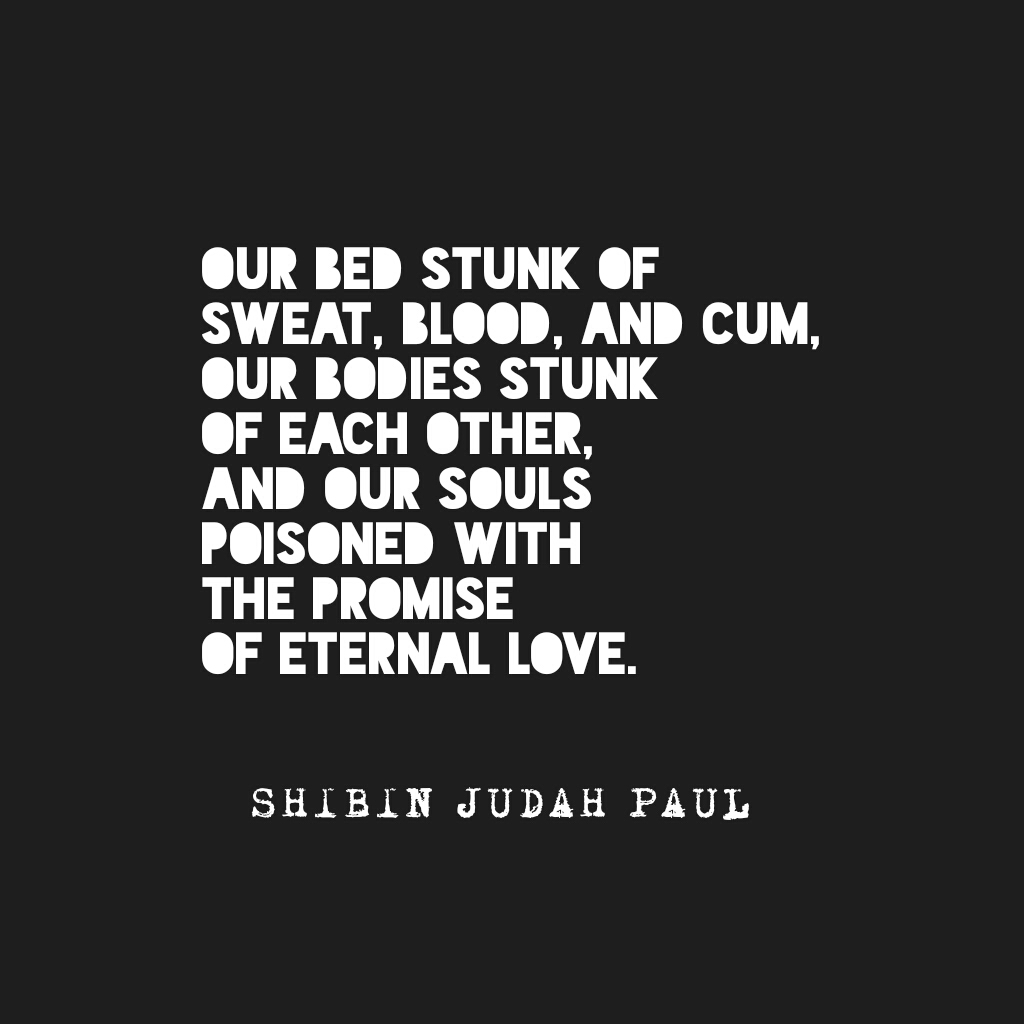 OUR BED STUNK OF
SWEAT, BLOOD, AND CUM,
OUR BODIES STUNK
OF EACH OTHER,
AND OUR SOULS
POISONED WITH
THE PROMISE
OF ETERNAL LOVE.
SHIBIN JUDAH PAUL